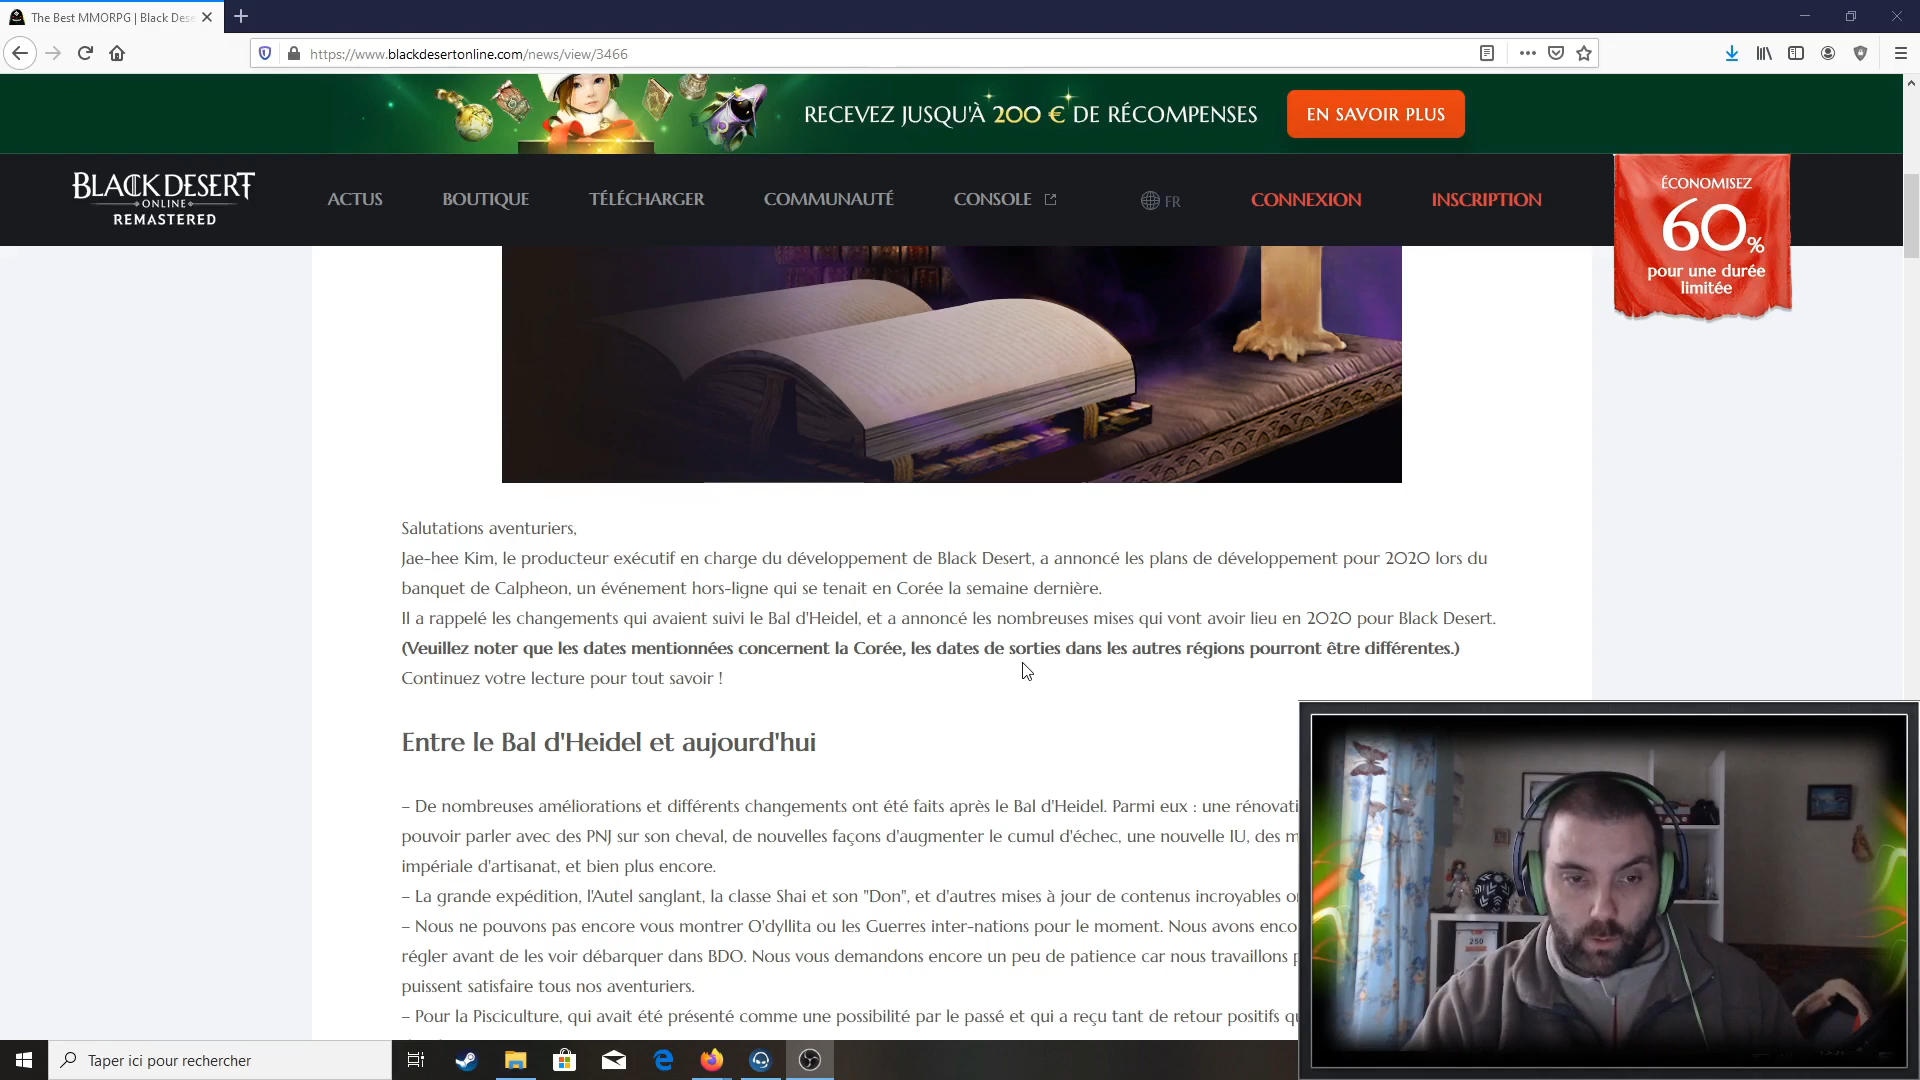 The Best MMORPG | Black Dese
https://www.blackdesertonline.com/news/view/3466
RECEVEZ JUSQU'À 200 € DE RÉCOMPENSES
EN SAVOIR PLUS
BLACK DESERT
ONLINE
REMASTERED
ACTUS
BOUTIQUE
TÉLÉCHARGER
COMMUNAUTÉ
CONSOLE
FR
CONNEXION
INSCRIPTION
ÉCONOMISEZ
60%
pour une durée
limitée
Salutations aventuriers,
Jae-hee Kim, le producteur exécutif en charge du développement de Black Desert, a annoncé les plans de développement pour 2020 lors du
banquet de Calpheon, un événement hors-ligne qui se tenait en Corée la semaine dernière.
Il a rappelé les changements qui avaient suivi le Bal d'Heidel, et a annoncé les nombreuses mises qui vont avoir lieu en 2020 pour Black Desert.
(Veuillez noter que les dates mentionnées concernent la Corée, les dates de sorties dans les autres régions pourront être différentes.)
Continuez votre lecture pour tout savoir !
Entre le Bal d'Heidel et aujourd'hui
– De nombreuses améliorations et différents changements ont été faits après le Bal d'Heidel. Parmi eux : une rénovati
pouvoir parler avec des PNJ sur son cheval, de nouvelles façons d'augmenter le cumul d'échec, une nouvelle IU, des m
impériale d'artisanat, et bien plus encore.
– La grande expédition, l'Autel sanglant, la classe Shai et son "Don", et d'autres mises à jour de contenus incroyables o
– Nous ne pouvons pas encore vous montrer O'dyllita ou les Guerres inter-nations pour le moment. Nous avons enco
régler avant de les voir débarquer dans BDO. Nous vous demandons encore un peu de patience car nous travaillons p
puissent satisfaire tous nos aventuriers.
– Pour la Pisciculture, qui avait été présenté comme une possibilité par le passé et qui a reçu tant de retour positifs qu
250
Taper ici pour rechercher